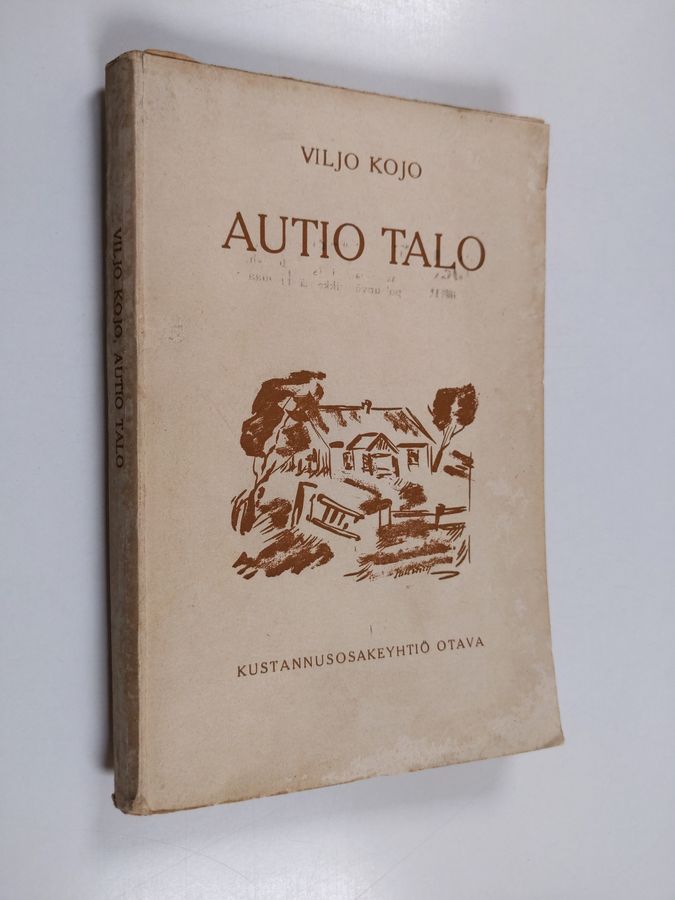 VILJO KOJO
AUTIO TALO
KUSTANNUSOSAKEYHTIÖ OTAVA
VILJO KOJO, AUTIO TALO